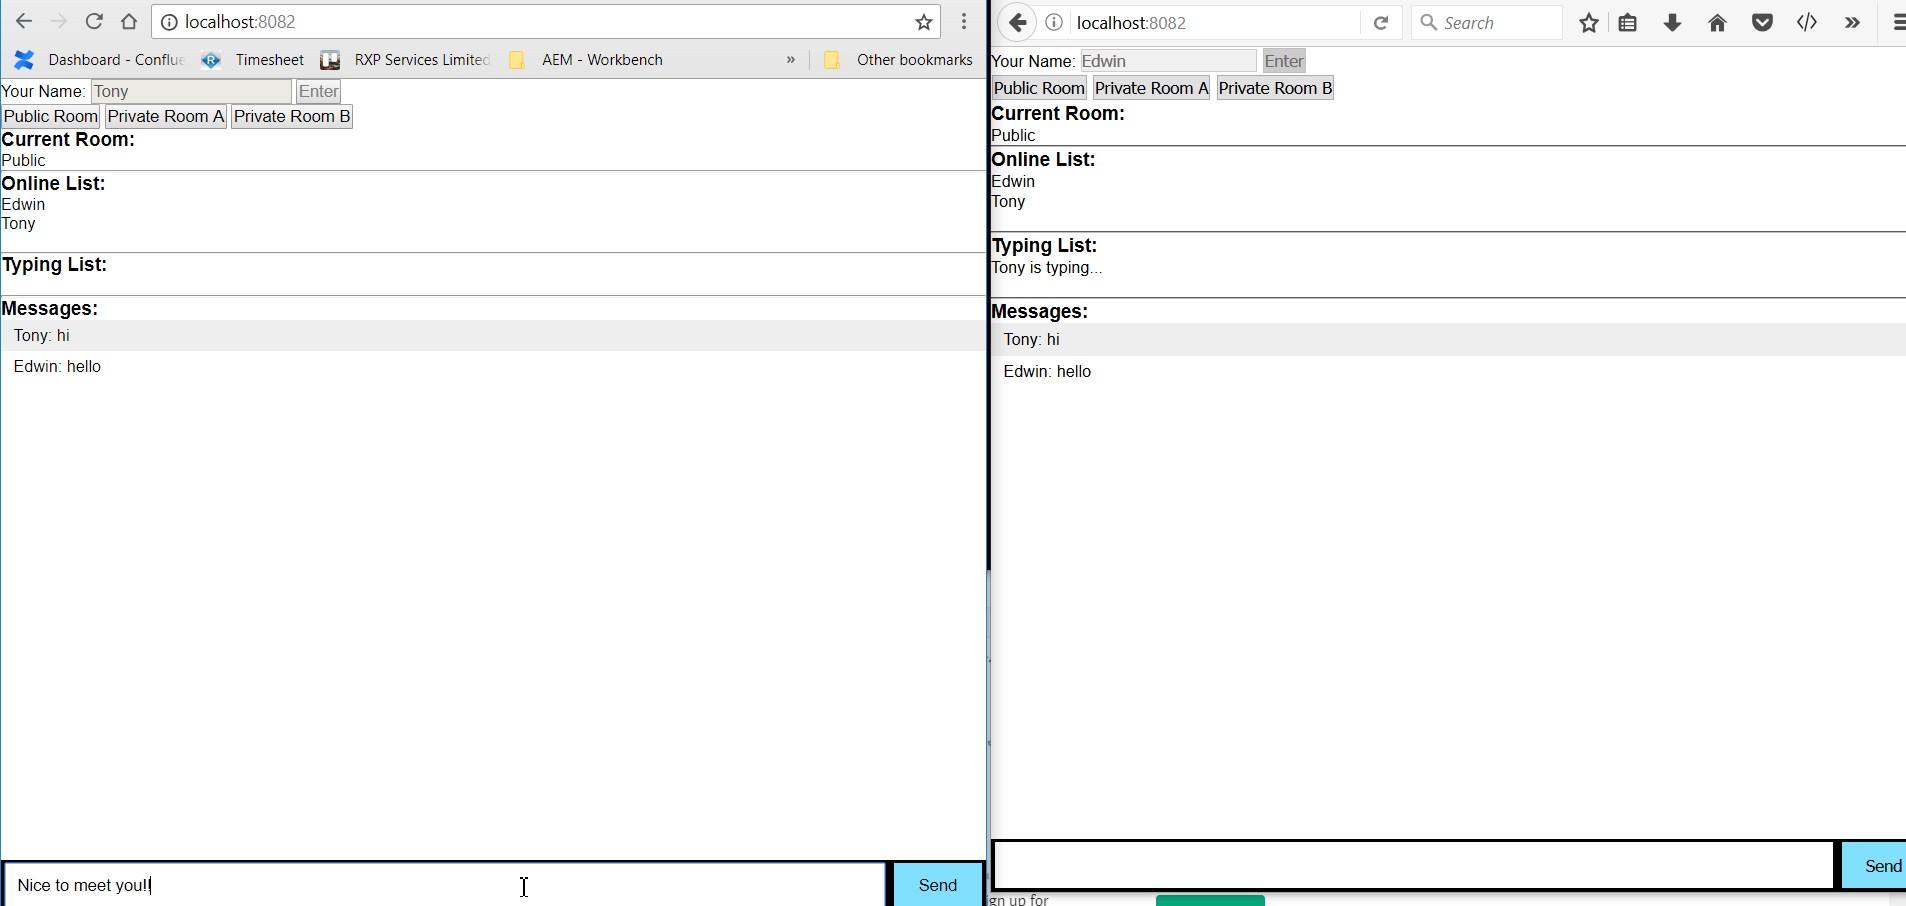 localhost:8082
Dashboard - Conflue
Timesheet
RXP Services Limited
AEM - Workbench
»
Other bookmarks
Your Name: Tony Enter
Public Room Private Room A Private Room B
Current Room:
Public
Online List:
Edwin
Tony
Typing List:
Messages:
Tony: hi
Edwin: hello
Nice to meet you!!
Send
localhost:8082
Search
»
Your Name: Edwin Enter
Public Room Private Room A Private Room B
Current Room:
Public
Online List:
Edwin
Tony
Typing List:
Tony is typing...
Messages:
Tony: hi
Edwin: hello
Send
ign up for